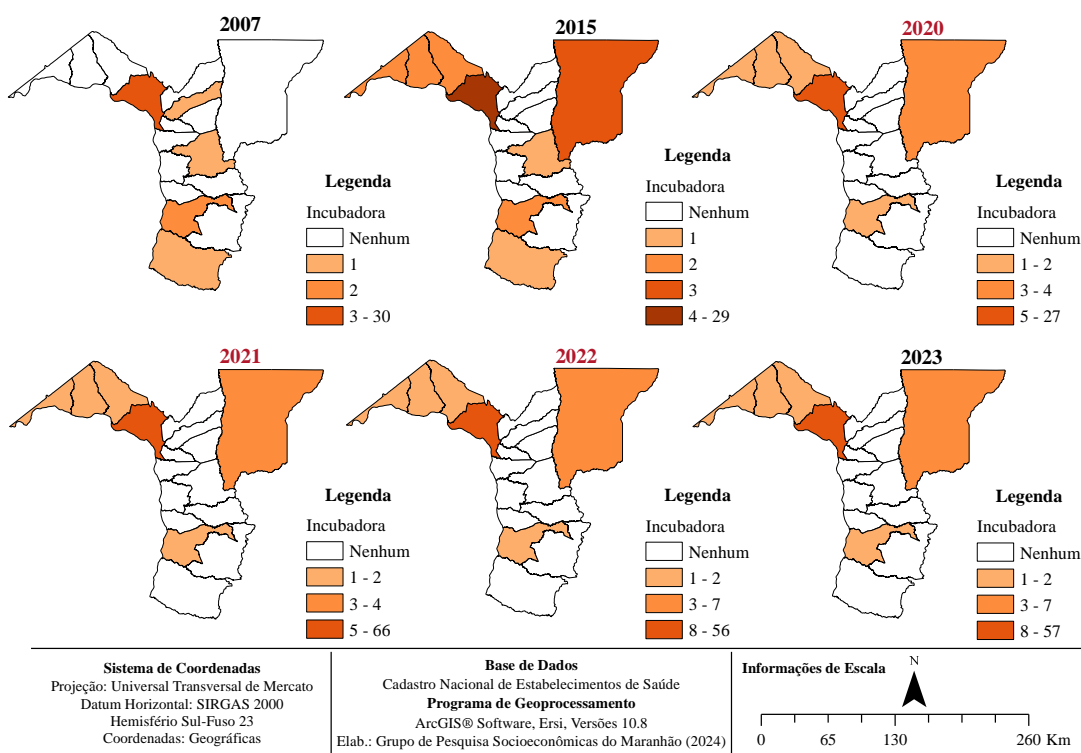 2007
Legenda
Incubadora
Nenhum
1
2
3 - 30
2015
Legenda
Incubadora
Nenhum
1
2
3
4 - 29
2020
Legenda
Incubadora
Nenhum
1 - 2
3 - 4
5 - 27
2021
Legenda
Incubadora
Nenhum
1 - 2
3 - 4
5 - 66
2022
Legenda
Incubadora
Nenhum
1 - 2
3 - 7
8 - 56
2023
Legenda
Incubadora
Nenhum
1 - 2
3 - 7
8 - 57
Sistema de Coordenadas
Projeção: Universal Transversal de Mercato
Datum Horizontal: SIRGAS 2000
Hemisfério Sul-Fuso 23
Coordenadas: Geográficas
Base de Dados
Cadastro Nacional de Estabelecimentos de Saúde
Programa de Geoprocessamento
ArcGIS® Software, Ersi, Versões 10.8
Elab.: Grupo de Pesquisa Socioeconômicas do Maranhão (2024)
Informações de Escala
N
0 65 130 260 Km